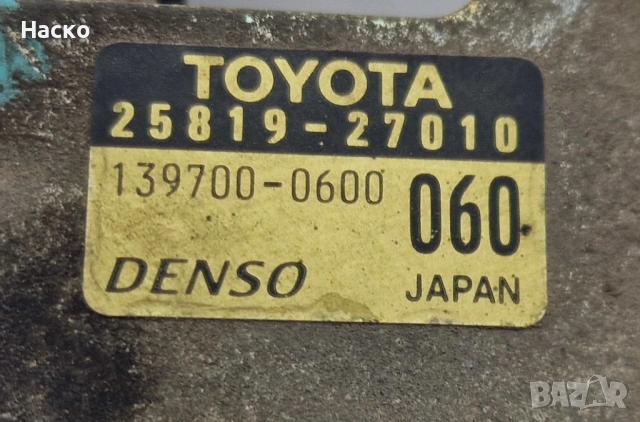 Наско
TOYOTA
25819-27010
139700-0600 060
DENSO JAPAN
BAZAR